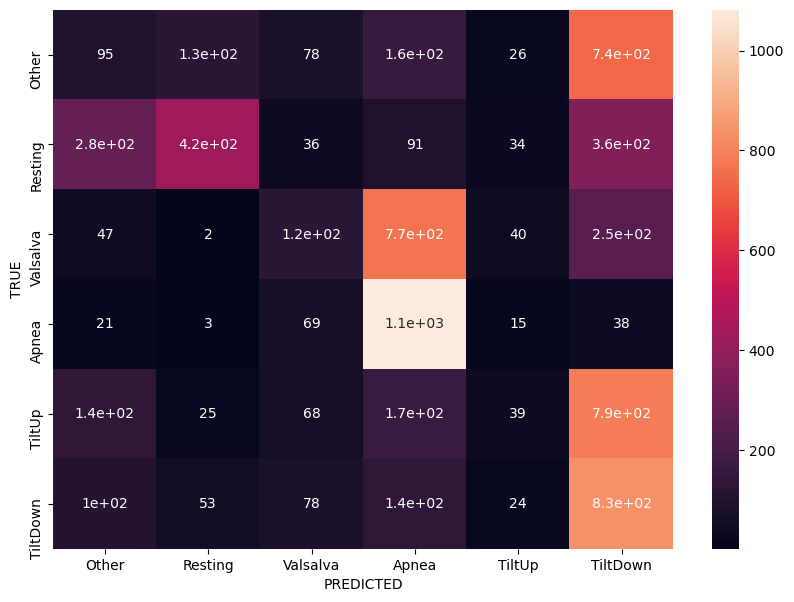 Other 95 1.3e+02 78 1.6e+02 26 7.4e+02
Resting 2.8e+02 4.2e+02 36 91 34 3.6e+02
Valsalva 47 2 1.2e+02 7.7e+02 40 2.5e+02
Apnea 21 3 69 1.1e+03 15 38
TiltUp 1.4e+02 25 68 1.7e+02 39 7.9e+02
TiltDown 1e+02 53 78 1.4e+02 24 8.3e+02
Other Resting Valsalva Apnea TiltUp TiltDown
PREDICTED
TRUE
1000
800
600
400
200